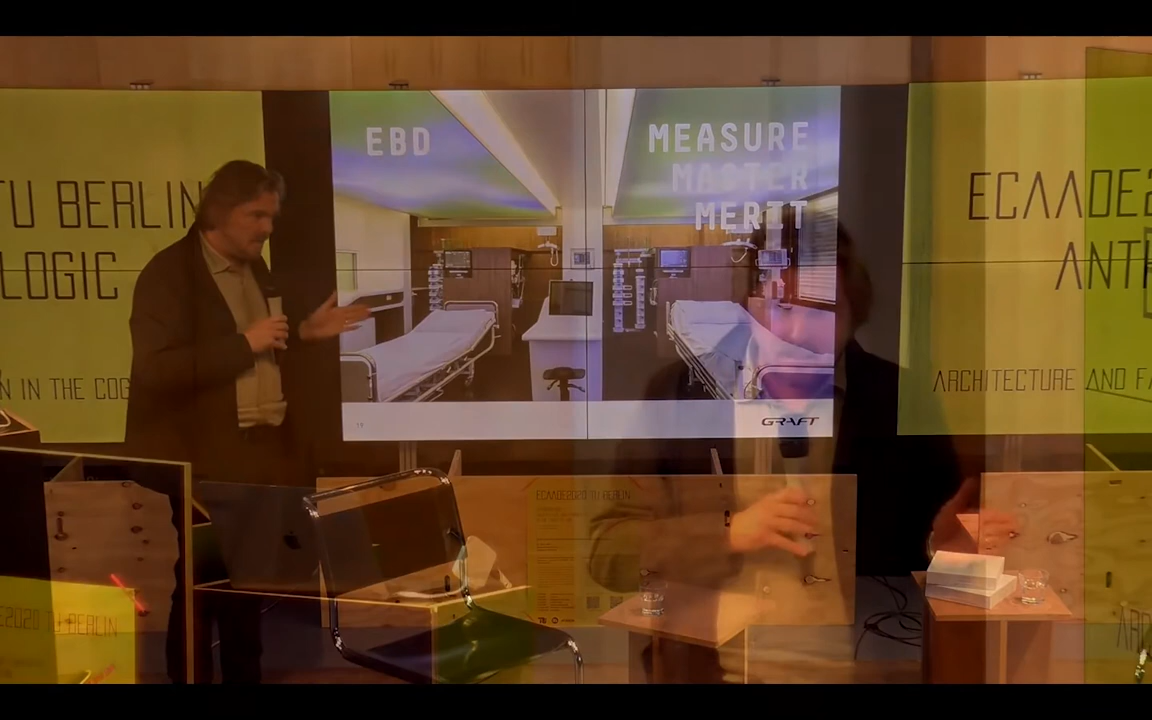 TU BERLIN
LOGIC
N IN THE COG
EBD
MEASURE
MASTER
MERIT
GRAFT
ECAADE2
ANTH
ARCHITECTURE AND FA
ECAADE2020 TU BERLIN
E2020 TU BERLIN